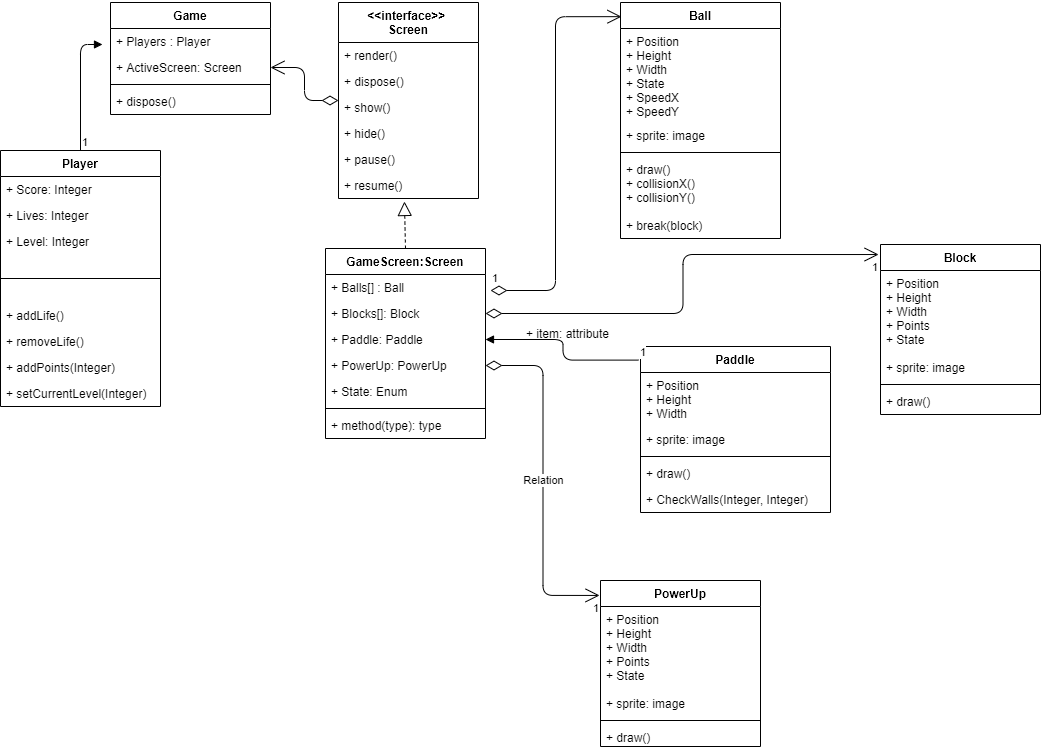 Game
+ Players : Player
+ ActiveScreen: Screen
+ dispose()
<<interface>>
Screen
+ render()
+ dispose()
+ show()
+ hide()
+ pause()
+ resume()
Ball
+ Position
+ Height
+ Width
+ State
+ SpeedX
+ SpeedY
+ sprite: image
+ draw()
+ collisionX()
+ collisionY()
+ break(block)
1
Player
+ Score: Integer
+ Lives: Integer
+ Level: Integer
+ addLife()
+ removeLife()
+ addPoints(Integer)
+ setCurrentLevel(Integer)
GameScreen:Screen
+ Balls[] : Ball
+ Blocks[]: Block
+ Paddle: Paddle
+ PowerUp: PowerUp
+ State: Enum
+ method(type): type
1
1
Block
+ Position
+ Height
+ Width
+ Points
+ State
+ sprite: image
+ draw()
+ item: attribute
1
Paddle
+ Position
+ Height
+ Width
+ sprite: image
+ draw()
+ CheckWalls(Integer, Integer)
Relation
1
PowerUp
+ Position
+ Height
+ Width
+ Points
+ State
+ sprite: image
+ draw()